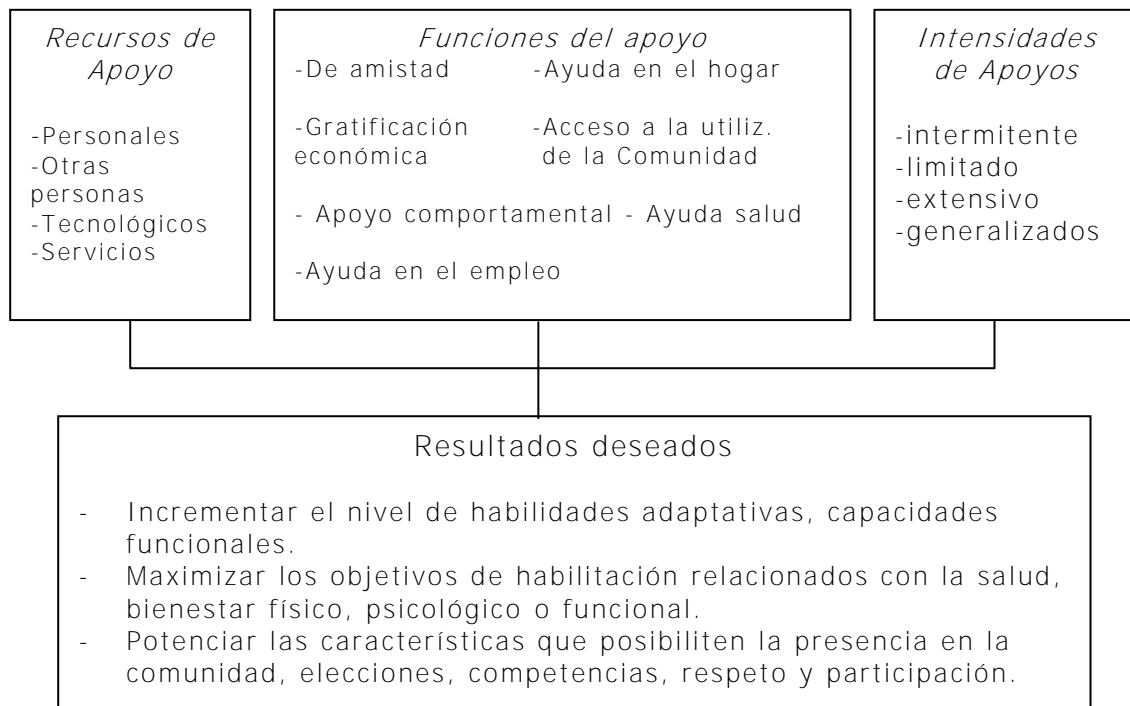 Recursos de
Apoyo
-Personales
-Otras
personas
-Tecnológicos
-Servicios
Funciones del apoyo
-De amistad -Ayuda en el hogar
-Gratificación -Acceso a la utiliz.
económica de la Comunidad
- Apoyo comportamental - Ayuda salud
-Ayuda en el empleo
Intensidades
de Apoyos
-intermitente
-limitado
-extensivo
-generalizados
Resultados deseados
- Incrementar el nivel de habilidades adaptativas, capacidades
funcionales.
- Maximizar los objetivos de habilitación relacionados con la salud,
bienestar físico, psicológico o funcional.
- Potenciar las características que posibiliten la presencia en la
comunidad, elecciones, competencias, respeto y participación.